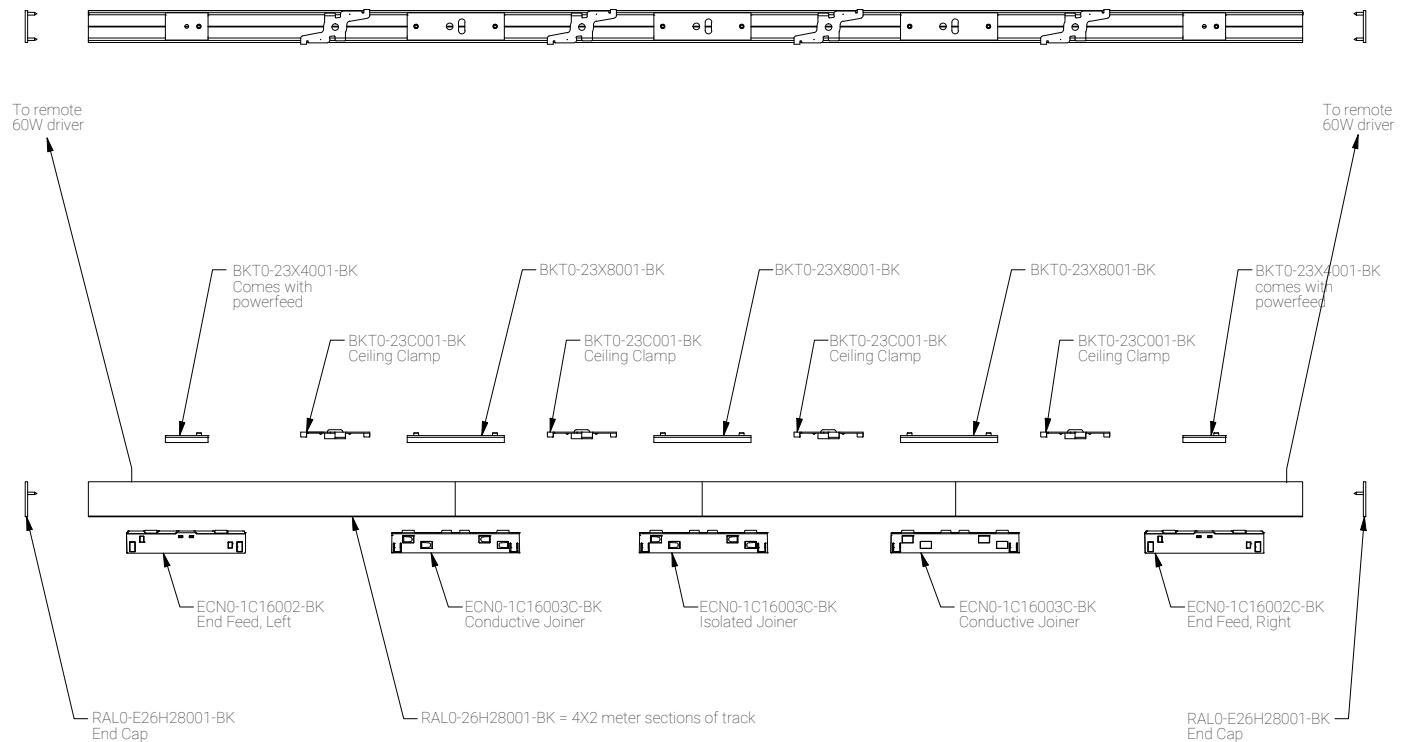 To remote
60W driver
To remote
60W driver
BKT0-23X4001-BK
Comes with
powerfeed
BKT0-23X8001-BK
BKT0-23X8001-BK
BKT0-23X8001-BK
BKT0-23X4001-BK
comes with
powerfeed
BKT0-23C001-BK
Ceiling Clamp
BKT0-23C001-BK
Ceiling Clamp
BKT0-23C001-BK
Ceiling Clamp
BKT0-23C001-BK
Ceiling Clamp
ECN0-1C16002-BK
End Feed, Left
ECN0-1C16003C-BK
Conductive Joiner
ECN0-1C16003C-BK
Isolated Joiner
ECN0-1C16003C-BK
Conductive Joiner
ECN0-1C16002C-BK
End Feed, Right
RAL0-E26H28001-BK
End Cap
RAL0-26H28001-BK = 4X2 meter sections of track
RAL0-E26H28001-BK
End Cap